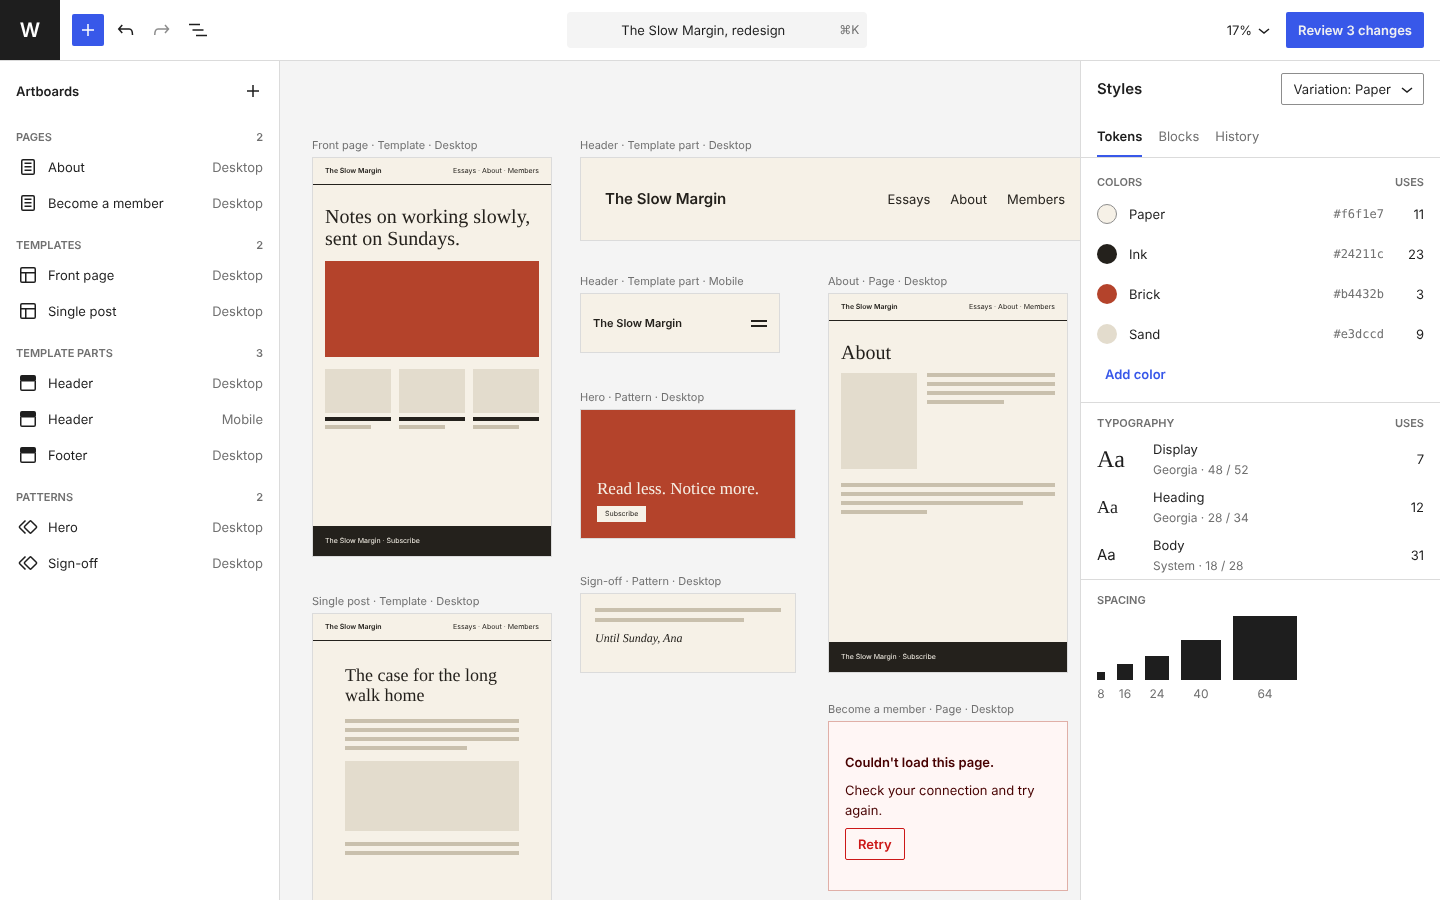 W
The Slow Margin, redesign
⌘K
17%
Review 3 changes
Artboards
PAGES 2
About Desktop
Become a member Desktop
TEMPLATES 2
Front page Desktop
Single post Desktop
TEMPLATE PARTS 3
Header Desktop
Header Mobile
Footer Desktop
PATTERNS 2
Hero Desktop
Sign-off Desktop
Front page · Template · Desktop
The Slow Margin Essays · About · Members
Notes on working slowly,
sent on Sundays.
The Slow Margin · Subscribe
Single post · Template · Desktop
The Slow Margin Essays · About · Members
The case for the long
walk home
Header · Template part · Desktop
The Slow Margin Essays About Members
Header · Template part · Mobile
The Slow Margin
Hero · Pattern · Desktop
Read less. Notice more.
Subscribe
Sign-off · Pattern · Desktop
Until Sunday, Ana
About · Page · Desktop
The Slow Margin Essays · About · Members
About
The Slow Margin · Subscribe
Become a member · Page · Desktop
Couldn't load this page.
Check your connection and try
again.
Retry
Styles
Variation: Paper
Tokens Blocks History
COLORS USES
Paper #f6f1e7 11
Ink #24211c 23
Brick #b4432b 3
Sand #e3dccd 9
Add color
TYPOGRAPHY USES
Aa Display 7
Georgia · 48 / 52
Aa Heading 12
Georgia · 28 / 34
Aa Body 31
System · 18 / 28
SPACING
8 16 24 40 64